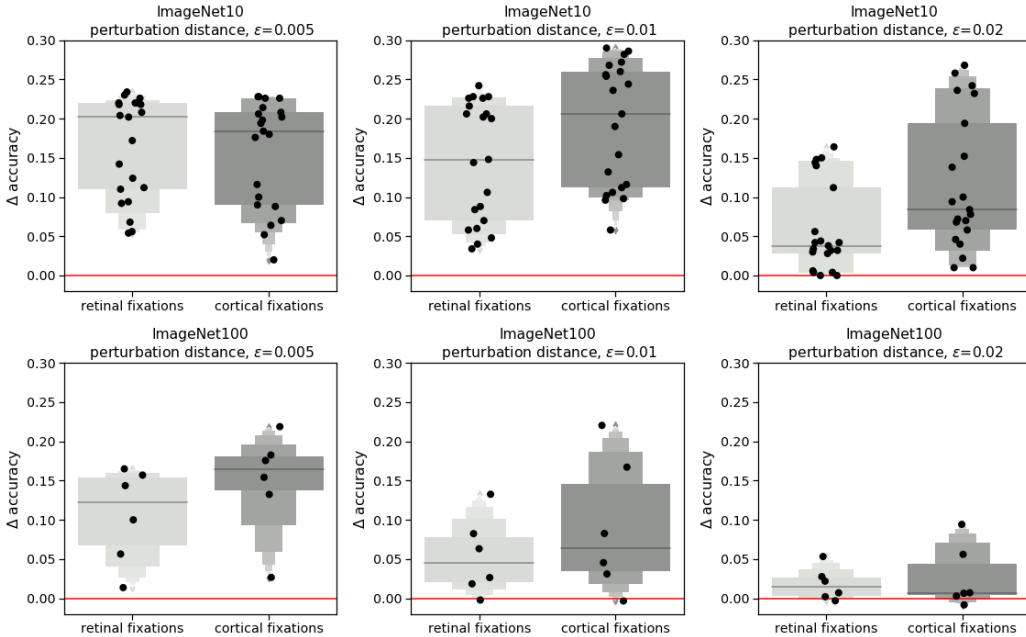 ImageNet10
perturbation distance, ε=0.005
Δ accuracy
0.30
0.25
0.20
0.15
0.10
0.05
0.00
retinal fixations
cortical fixations
ImageNet10
perturbation distance, ε=0.01
Δ accuracy
0.30
0.25
0.20
0.15
0.10
0.05
0.00
retinal fixations
cortical fixations
ImageNet10
perturbation distance, ε=0.02
Δ accuracy
0.30
0.25
0.20
0.15
0.10
0.05
0.00
retinal fixations
cortical fixations
ImageNet100
perturbation distance, ε=0.005
Δ accuracy
0.30
0.25
0.20
0.15
0.10
0.05
0.00
retinal fixations
cortical fixations
ImageNet100
perturbation distance, ε=0.01
Δ accuracy
0.30
0.25
0.20
0.15
0.10
0.05
0.00
retinal fixations
cortical fixations
ImageNet100
perturbation distance, ε=0.02
Δ accuracy
0.30
0.25
0.20
0.15
0.10
0.05
0.00
retinal fixations
cortical fixations